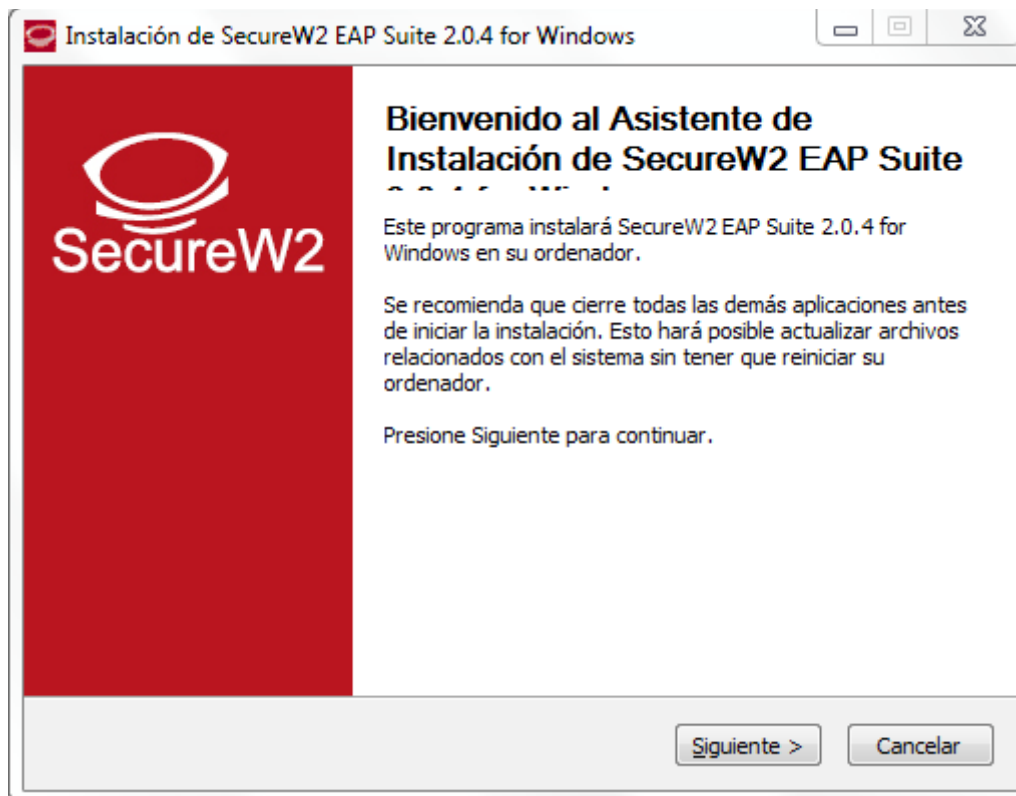 Instalación de SecureW2 EAP Suite 2.0.4 for Windows
SecureW2
Bienvenido al Asistente de
Instalación de SecureW2 EAP Suite
Este programa instalará SecureW2 EAP Suite 2.0.4 for
Windows en su ordenador.
Se recomienda que cierre todas las demás aplicaciones antes
de iniciar la instalación. Esto hará posible actualizar archivos
relacionados con el sistema sin tener que reiniciar su
ordenador.
Presione Siguiente para continuar.
Siguiente >
Cancelar